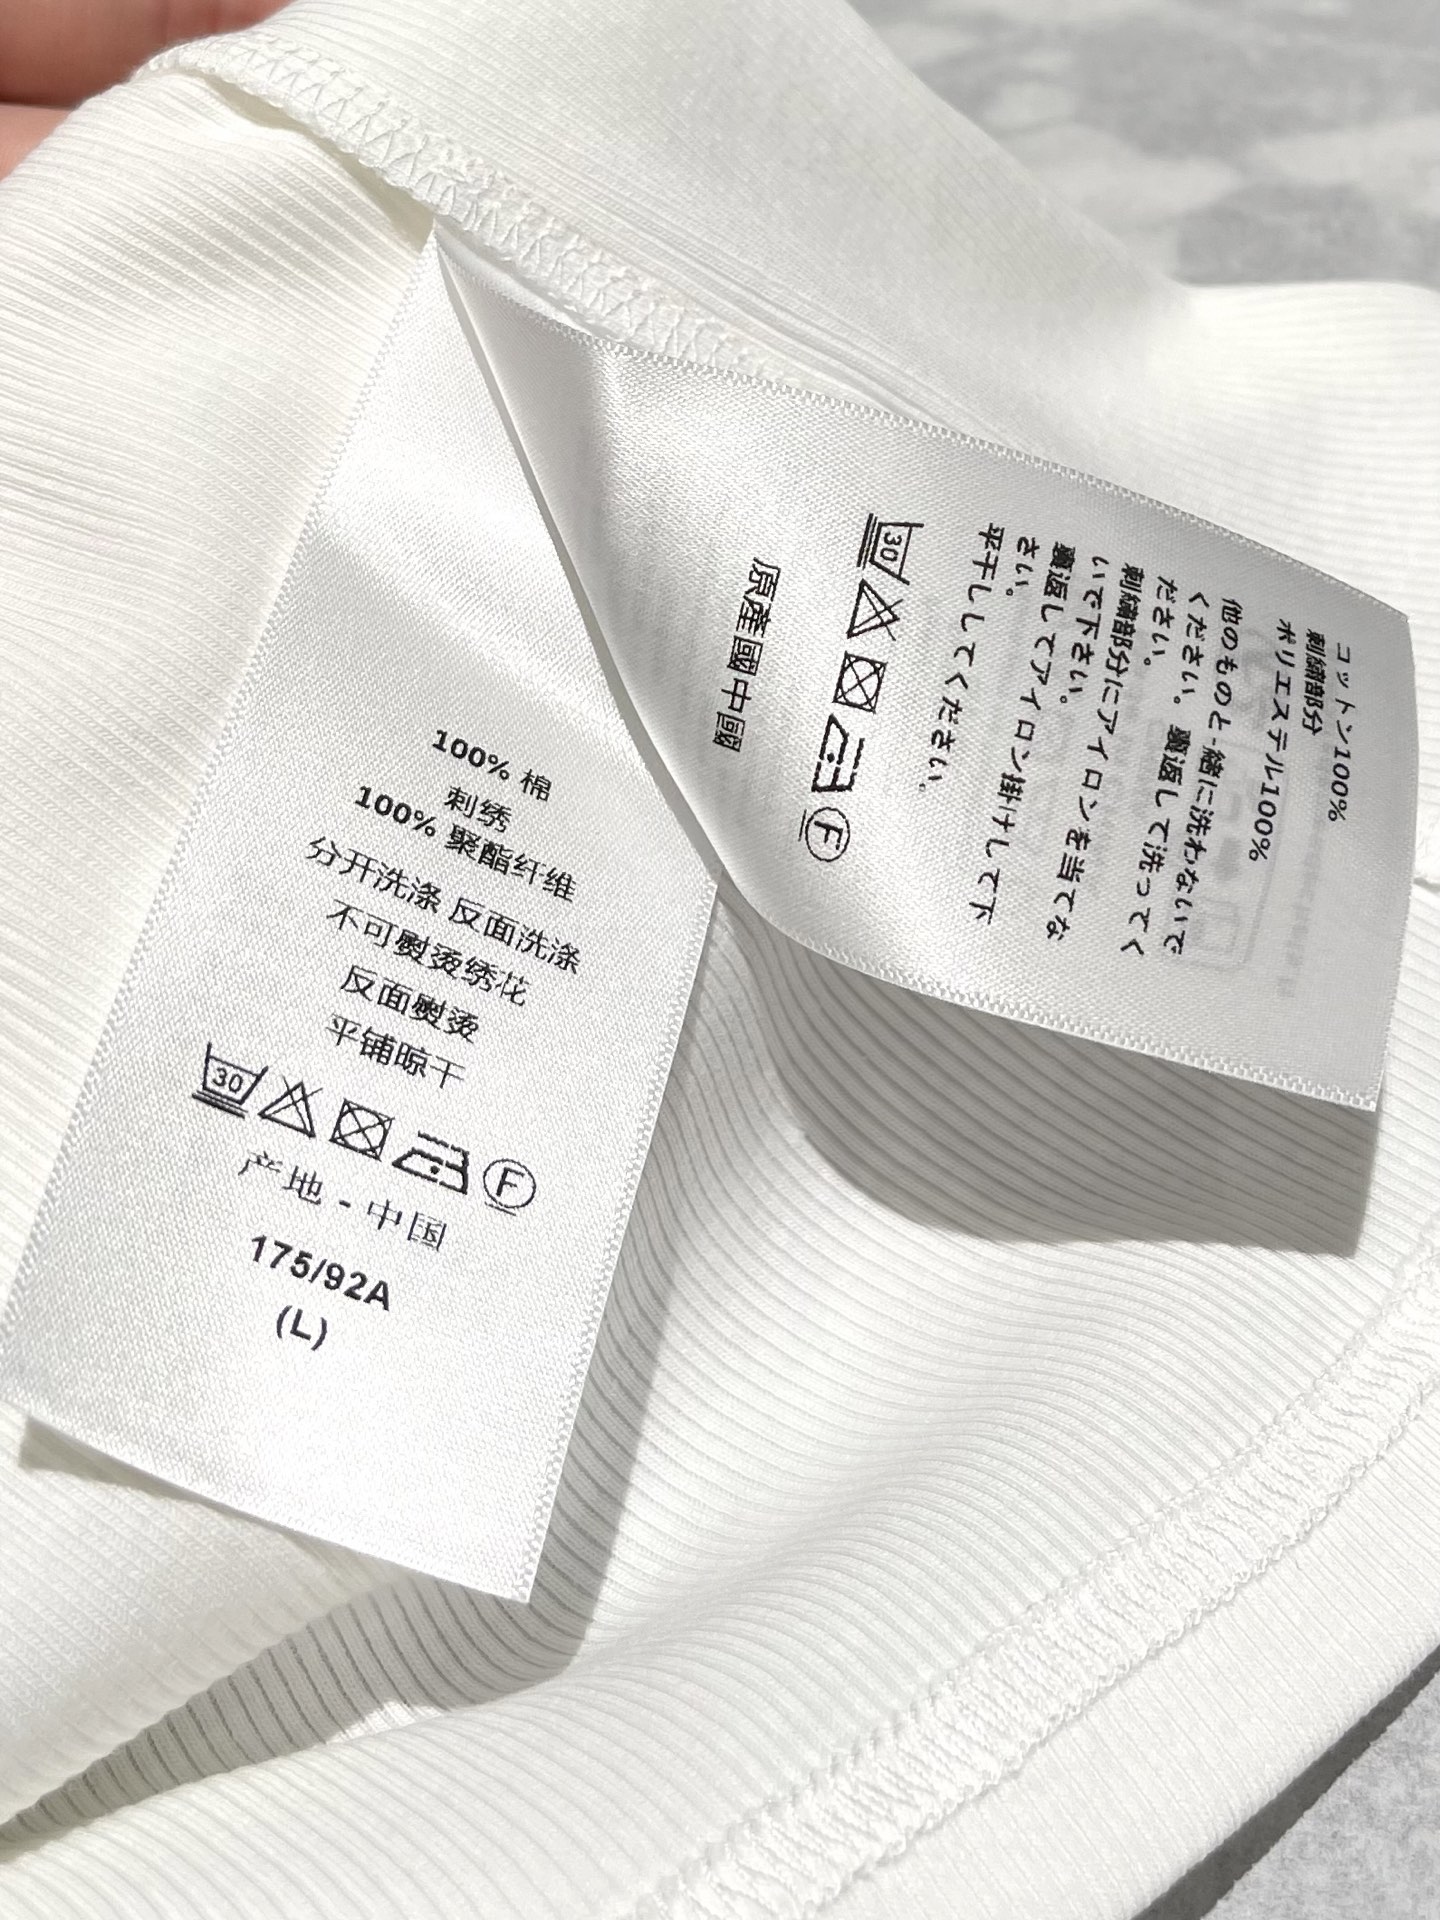 100% 棉
刺绣
100% 聚酯纤维
分开洗涤 反面洗涤
不可熨烫绣花
反面熨烫
平铺晾干
30
F
产地 - 中国
175/92A
(L)
コットン100%
刺繍部分
ポリエステル100%
他のものと一緒に洗わないで
ください。裏返して洗ってく
ださい。
刺繍部分にアイロンを当てな
いで下さい。
裏返してアイロン掛けして下
さい。
平干ししてください。
30
F
原產國中國